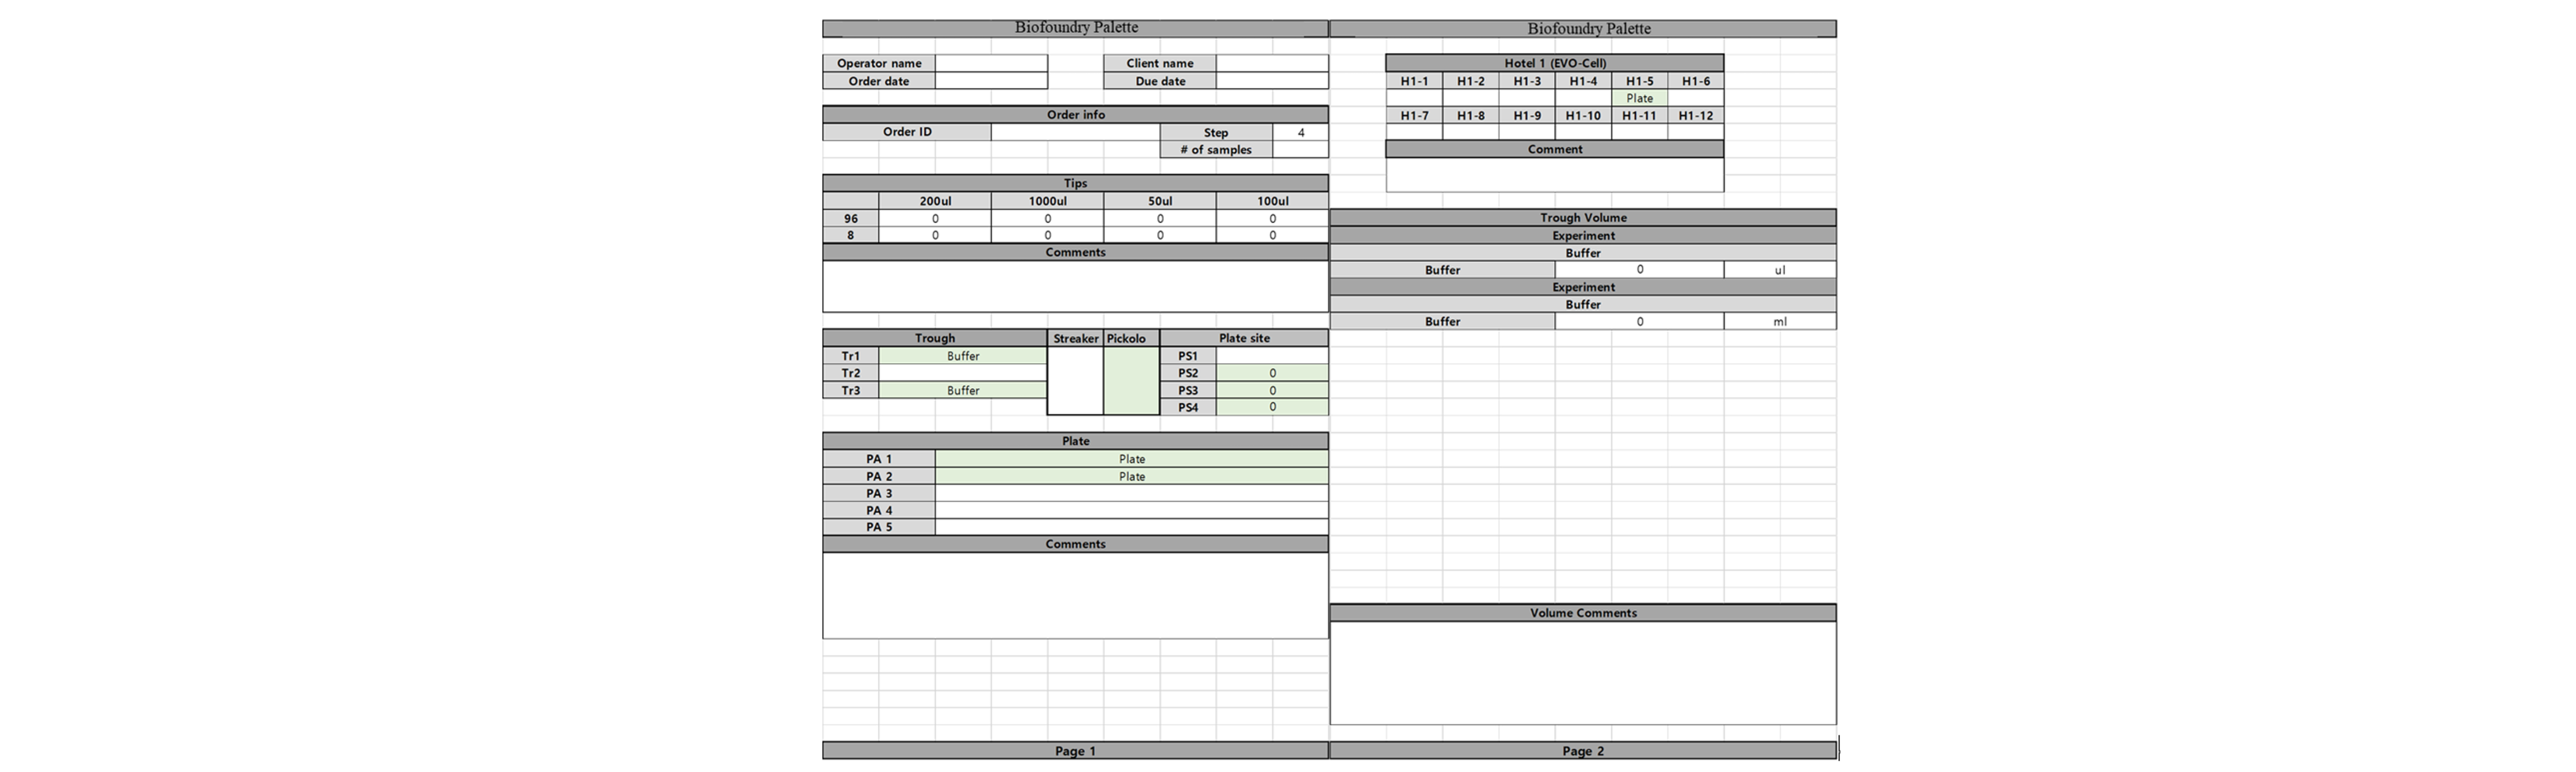 Biofoundry Palette
Operator name Client name
Order date Due date
Order info
Order ID Step 4
# of samples
Tips
200ul 1000ul 50ul 100ul
96 0 0 0 0
8 0 0 0 0
Comments
Trough Streaker Pickolo Plate site
Tr1 Buffer PS1
Tr2 PS2 0
Tr3 Buffer PS3 0
PS4 0
Plate
PA 1 Plate
PA 2 Plate
PA 3
PA 4
PA 5
Comments
Page 1
Biofoundry Palette
Hotel 1 (EVO-Cell)
H1-1 H1-2 H1-3 H1-4 H1-5 H1-6
Plate
H1-7 H1-8 H1-9 H1-10 H1-11 H1-12
Comment
Trough Volume
Experiment
Buffer
Buffer 0 ul
Experiment
Buffer
Buffer 0 ml
Volume Comments
Page 2